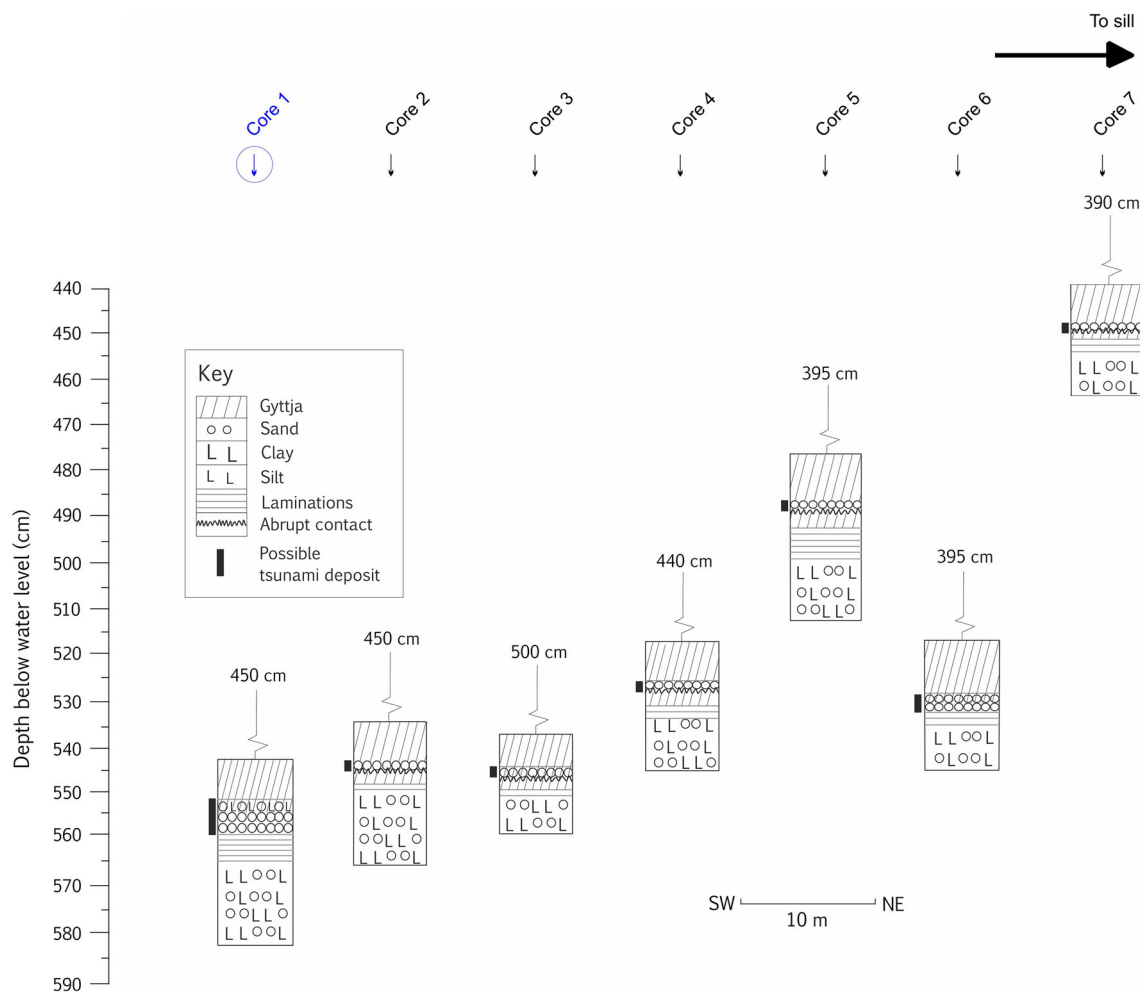 To sill
Core 1
Core 2
Core 3
Core 4
Core 5
Core 6
Core 7
390 cm
440
450
460
470
480
490
500
510
520
530
540
550
560
570
580
590
Depth below water level (cm)
Key
Gyttja
Sand
Clay
Silt
Laminations
Abrupt contact
Possible
tsunami deposit
395 cm
440 cm
395 cm
450 cm
450 cm
500 cm
SW
NE
10 m